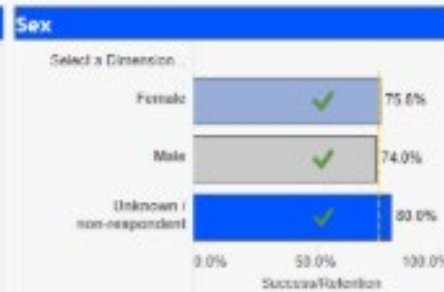 Sex
Select a Dimension...
Female
75.8%
Male
74.0%
Unknown /
non-respondent
80.0%
0.0%
50.0%
100.0%
Success/Retention